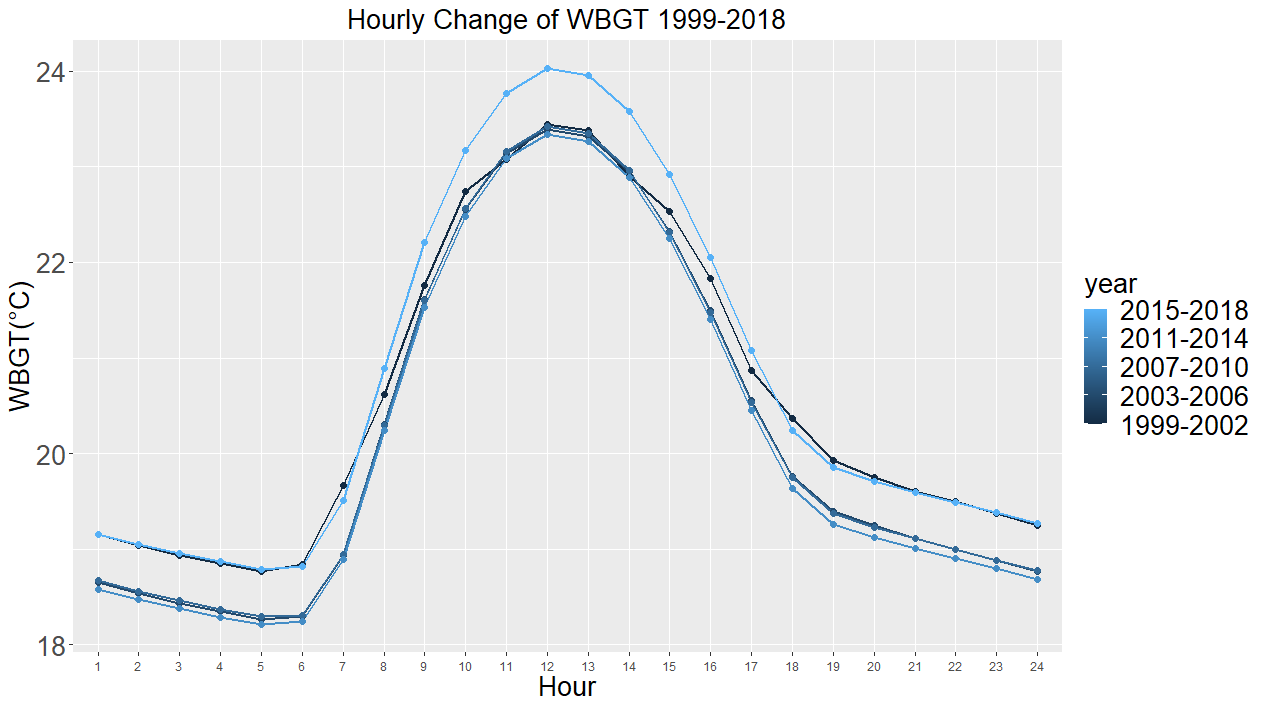 Hourly Change of WBGT 1999-2018
24
22
20
18
WBGT(°C)
1 2 3 4 5 6 7 8 9 10 11 12 13 14 15 16 17 18 19 20 21 22 23 24
Hour
year
2015-2018
2011-2014
2007-2010
2003-2006
1999-2002